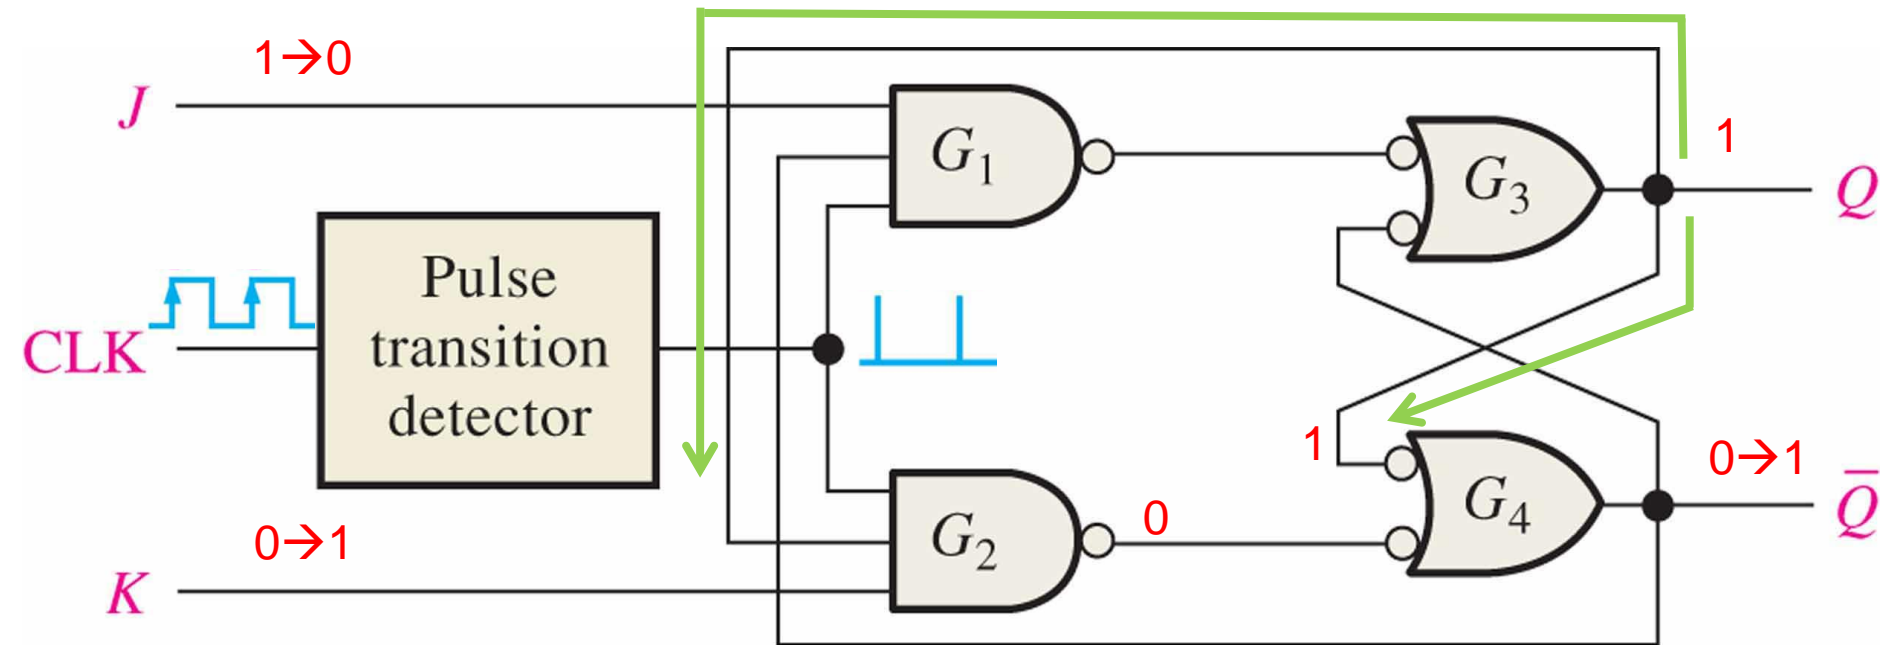 1→0
J
G1
G3
1
Q
Pulse
transition
detector
CLK
1
0→1
Q̅
G4
0
G2
0→1
K